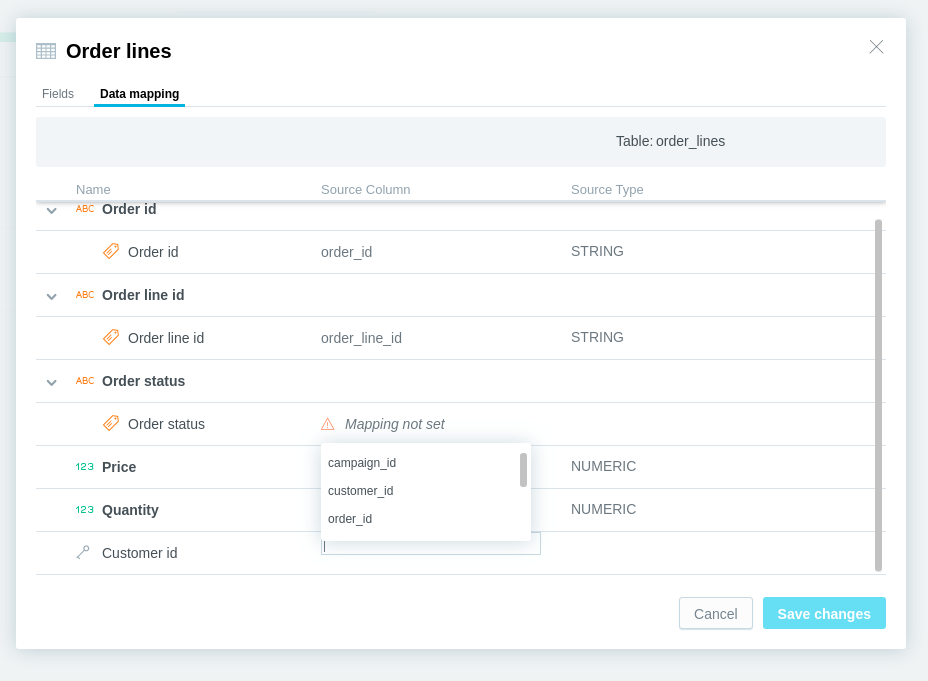 Order lines
Fields Data mapping
Table: order_lines
Name Source Column Source Type
ABC Order id
Order id order_id STRING
ABC Order line id
Order line id order_line_id STRING
ABC Order status
Order status Mapping not set
123 Price NUMERIC
campaign_id
customer_id
123 Quantity NUMERIC
order_id
Customer id
Cancel Save changes